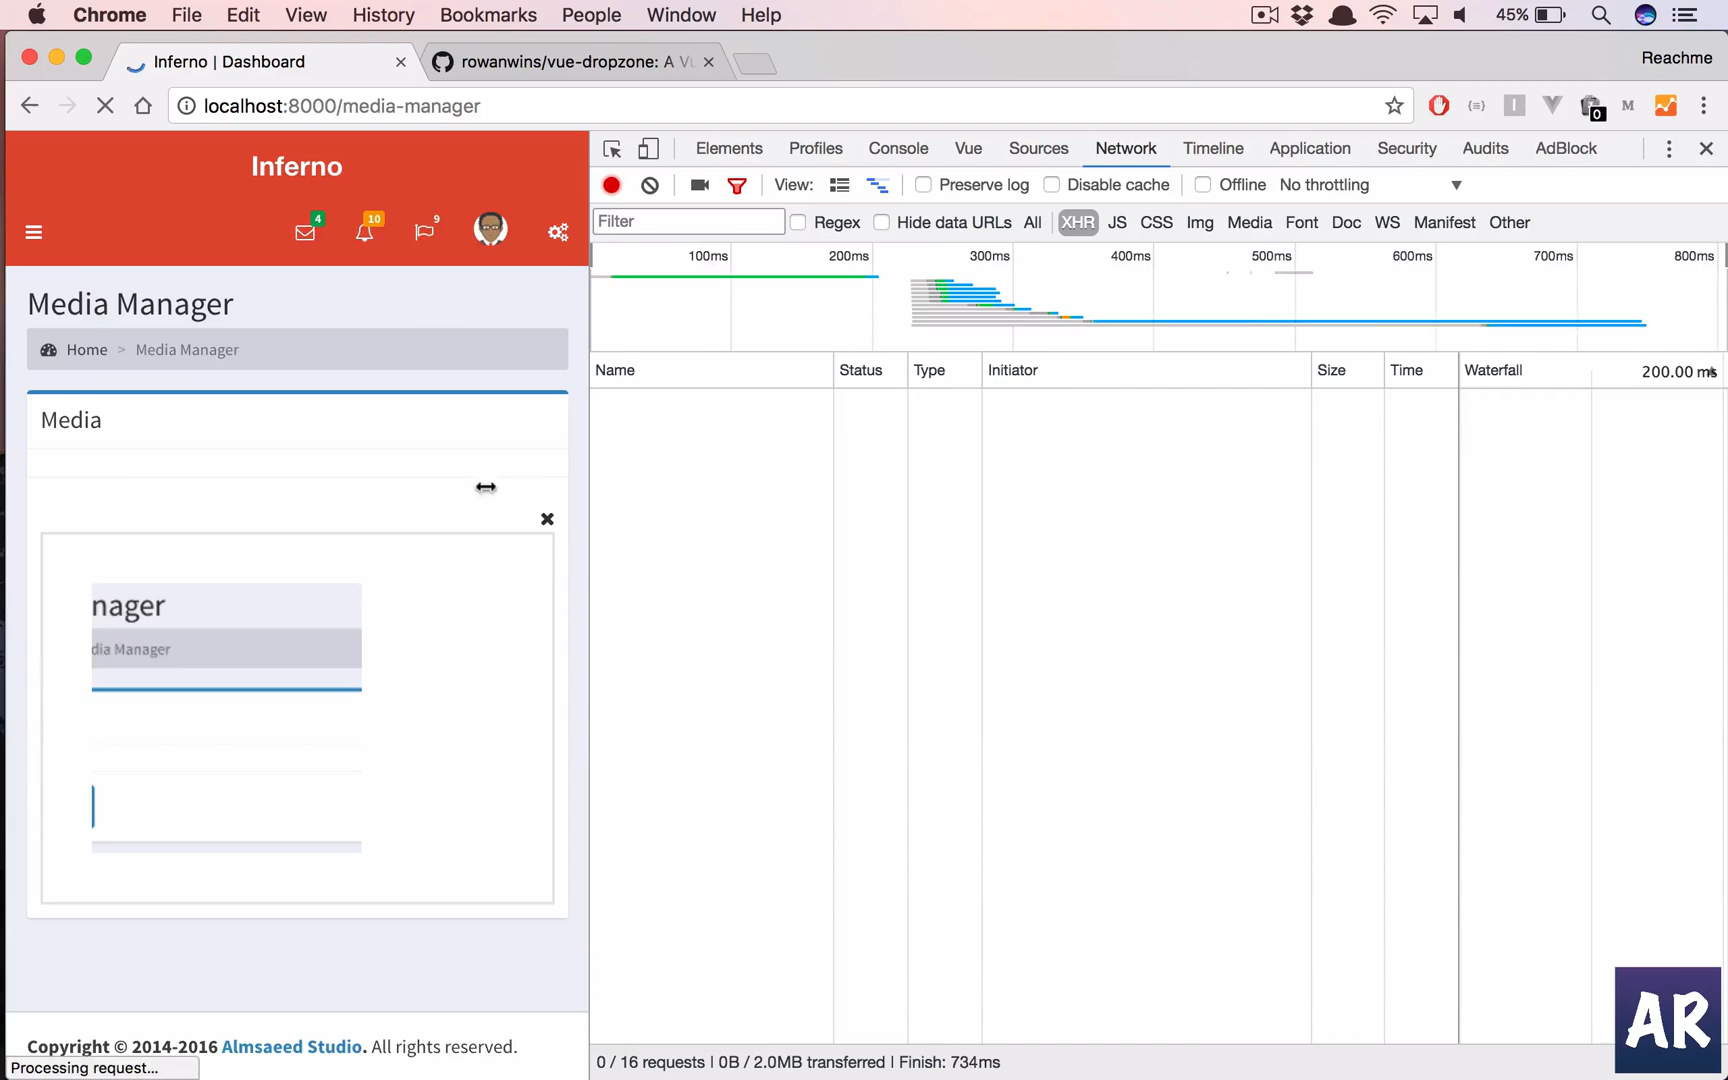 Chrome File Edit View History Bookmarks People Window Help 45%
Inferno | Dashboard rowanwins/vue-dropzone: A Vu Reachme
localhost:8000/media-manager 0 M
Inferno
4 10 9
Media Manager
Home > Media Manager
Media
nager
dia Manager
Copyright © 2014-2016 Almsaeed Studio. All rights reserved.
Processing request...
Elements Profiles Console Vue Sources Network Timeline Application Security Audits AdBlock
View: Preserve log Disable cache Offline No throttling
Filter Regex Hide data URLs All XHR JS CSS Img Media Font Doc WS Manifest Other
100ms 200ms 300ms 400ms 500ms 600ms 700ms 800ms
Name Status Type Initiator Size Time Waterfall 200.00 ms
0 / 16 requests | 0B / 2.0MB transferred | Finish: 734ms
AR